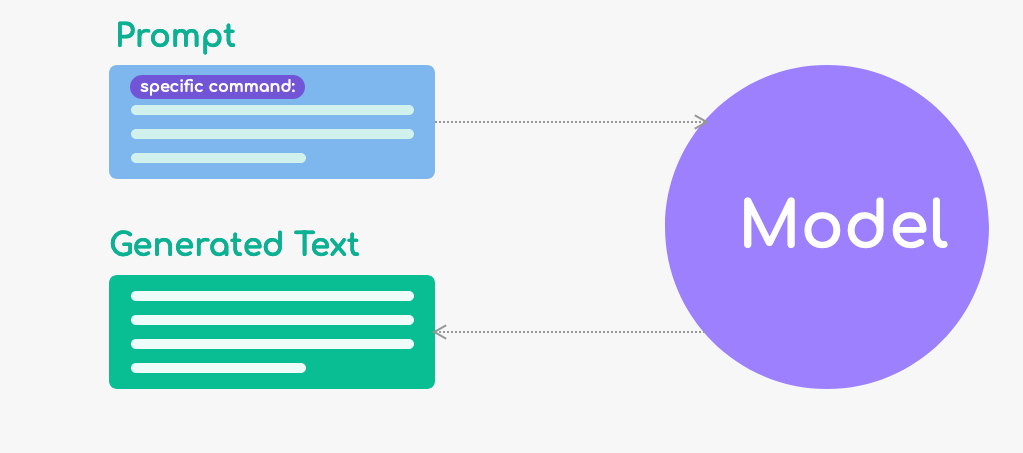 Prompt
specific command:
Model
Generated Text